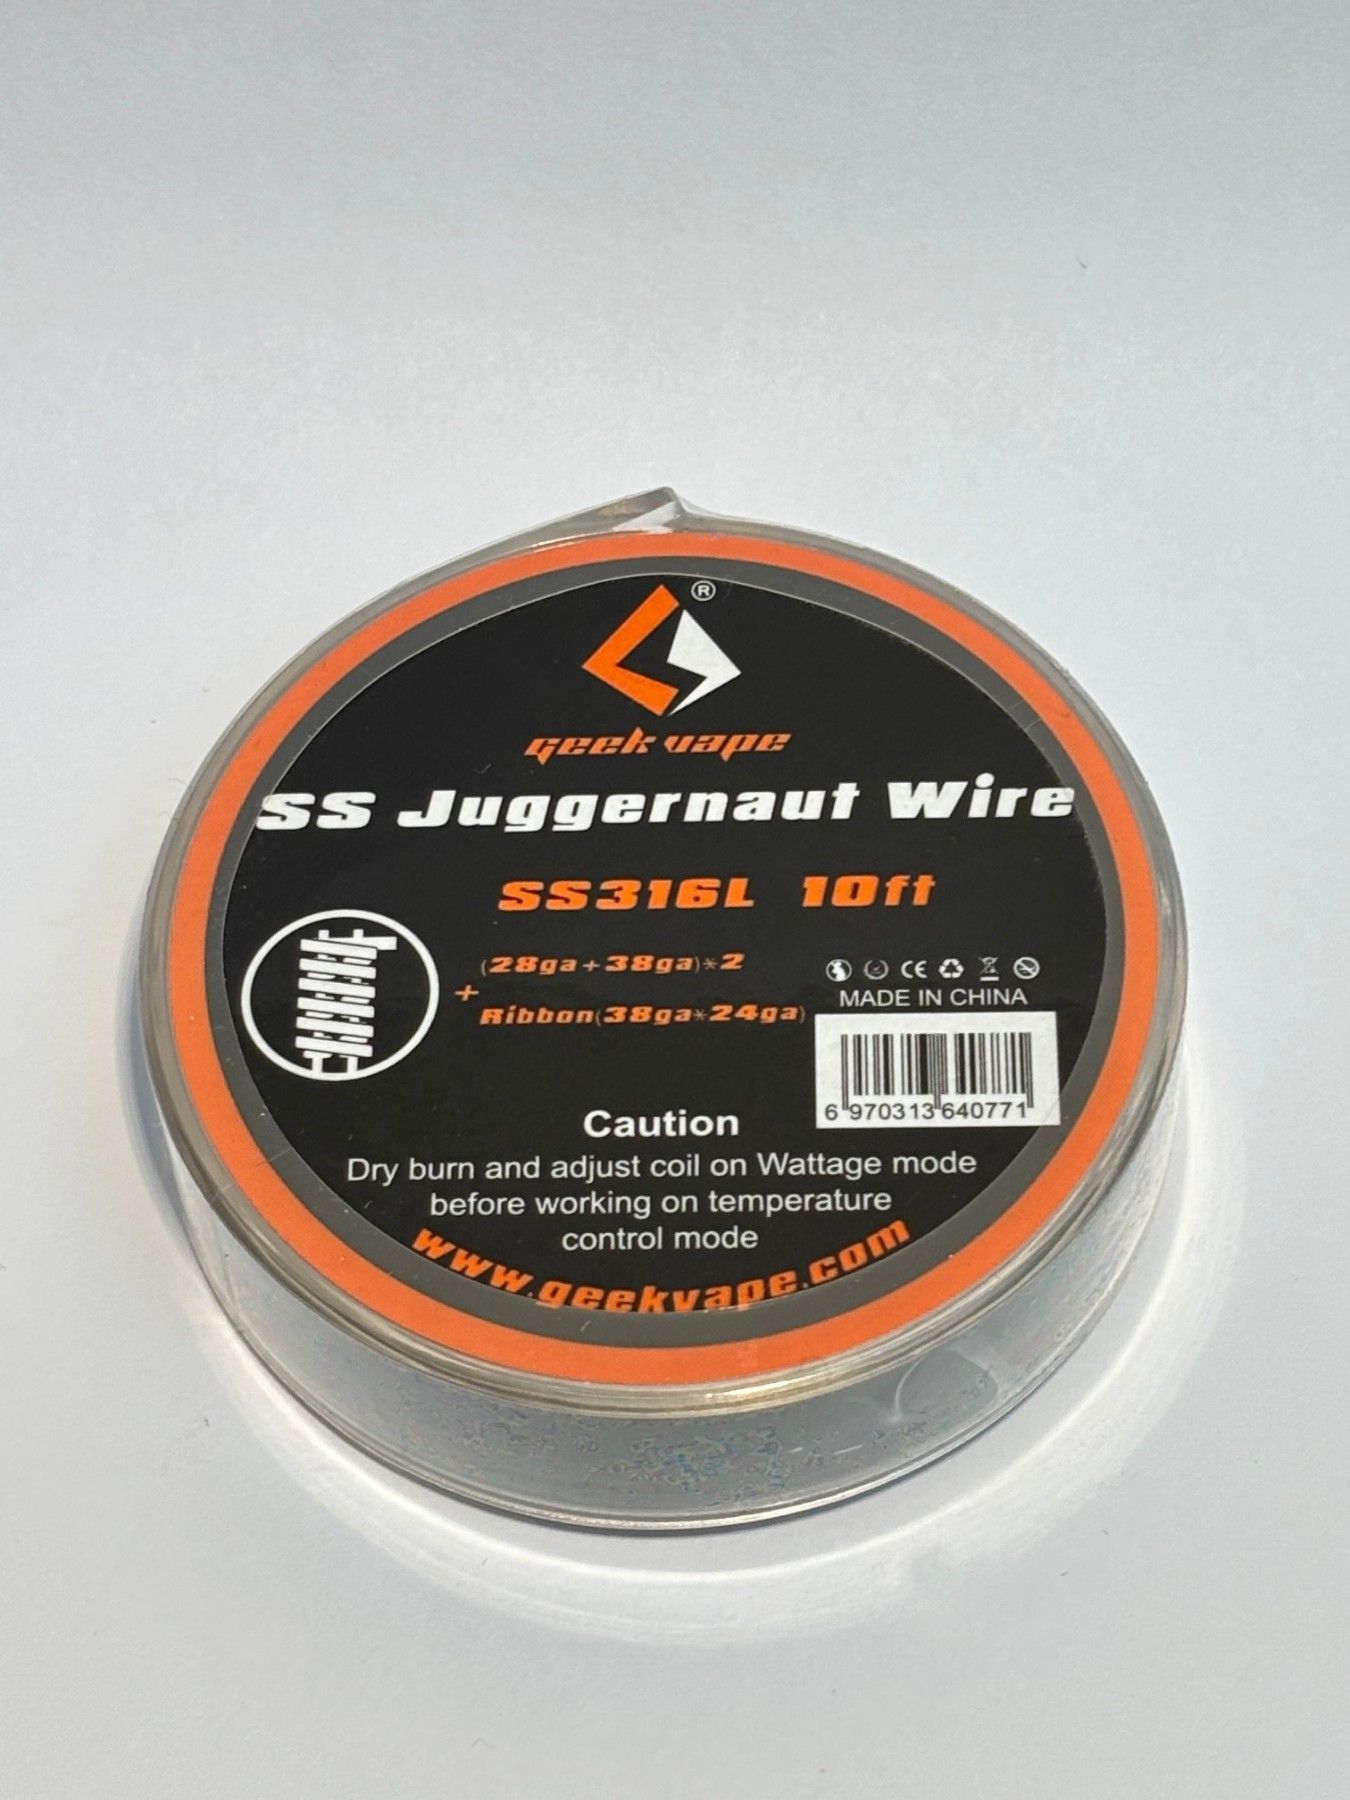 ®
geek vape
SS Juggernaut Wire
SS316L 10ft
(28ga+38ga)*2
+
Ribbon(38ga*24ga)
CE
MADE IN CHINA
6 970313 640771
Caution
Dry burn and adjust coil on Wattage mode
before working on temperature
control mode
www.geekvape.com